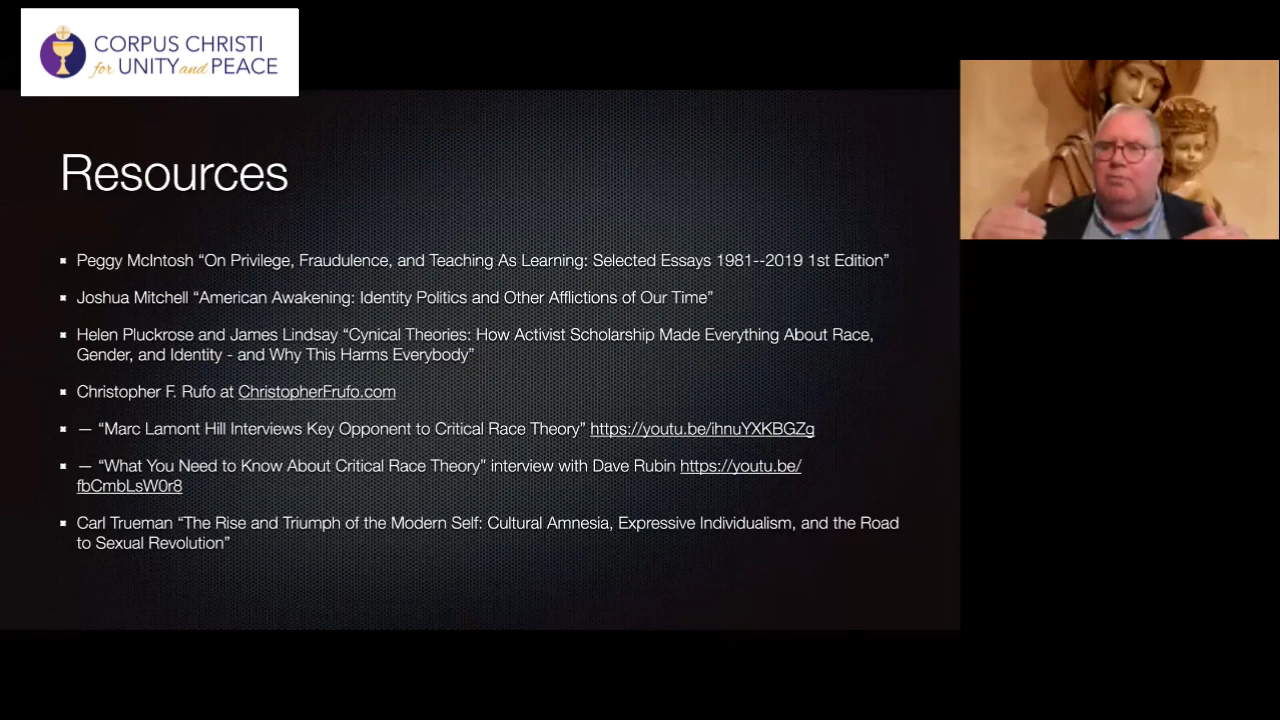 CORPUS CHRISTI
for UNITY and PEACE
Resources
Peggy McIntosh “On Privilege, Fraudulence, and Teaching As Learning: Selected Essays 1981--2019 1st Edition”
Joshua Mitchell “American Awakening: Identity Politics and Other Afflictions of Our Time”
Helen Pluckrose and James Lindsay “Cynical Theories: How Activist Scholarship Made Everything About Race,
Gender, and Identity - and Why This Harms Everybody”
Christopher F. Rufo at ChristopherFrufo.com
— “Marc Lamont Hill Interviews Key Opponent to Critical Race Theory” https://youtu.be/ihnuYXKBGZg
— “What You Need to Know About Critical Race Theory” interview with Dave Rubin https://youtu.be/
fbCmbLsW0r8
Carl Trueman “The Rise and Triumph of the Modern Self: Cultural Amnesia, Expressive Individualism, and the Road
to Sexual Revolution”